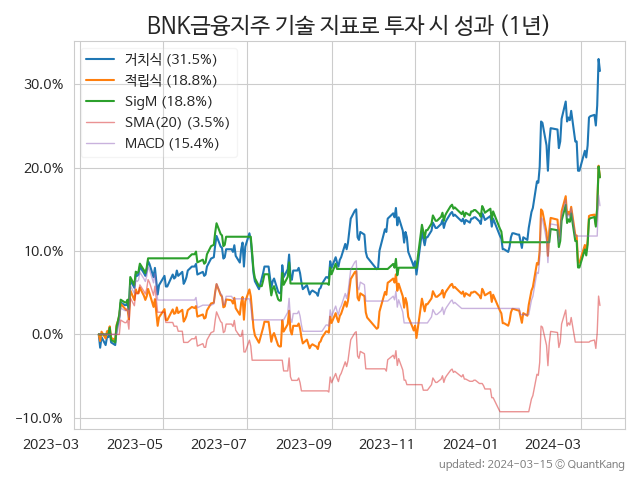 BNK금융지주 기술 지표로 투자 시 성과 (1년)
거치식 (31.5%)
적립식 (18.8%)
SigM (18.8%)
SMA(20) (3.5%)
MACD (15.4%)
30.0%
20.0%
10.0%
0.0%
−10.0%
2023-03 2023-05 2023-07 2023-09 2023-11 2024-01 2024-03
updated: 2024-03-15 ⓒ QuantKang